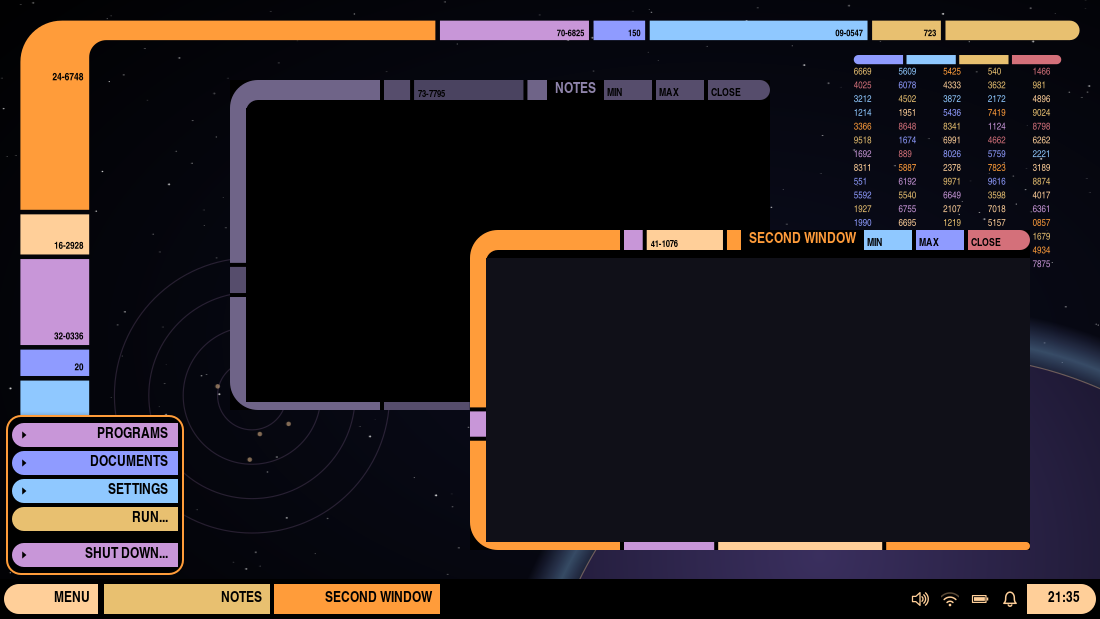 70-6825
150
09-0547
723
24-6748
16-2928
32-0336
20
6669 5609 5425 540 1466
4025 6078 4333 3632 981
3212 4502 3872 2172 4896
1214 1951 5436 7419 9024
3366 8648 8341 1124 8798
9518 1674 6991 4662 6262
1692 889 8026 5759 2221
8311 5887 2378 7823 3189
551 6192 9971 9616 8874
5592 5540 6649 3598 4017
1927 6755 2107 7018 6361
1990 6695 1219 5157 0857
1679
4934
7875
73-7795
NOTES
MIN
MAX
CLOSE
41-1076
SECOND WINDOW
MIN
MAX
CLOSE
PROGRAMS
DOCUMENTS
SETTINGS
RUN...
SHUT DOWN...
MENU
NOTES
SECOND WINDOW
21:35